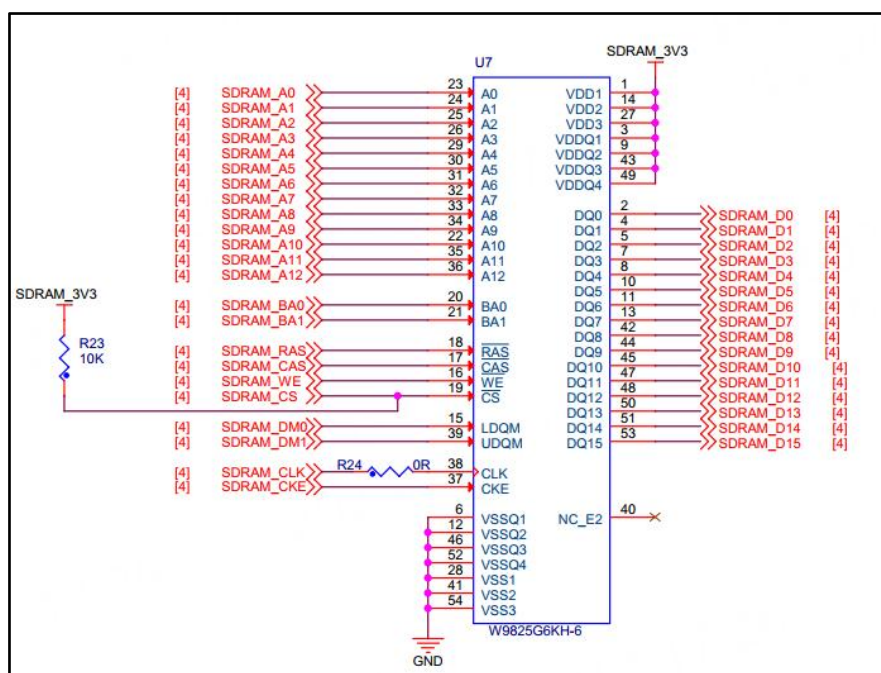 SDRAM_3V3
U7
[4] SDRAM_A0 23 A0 VDD1 1
[4] SDRAM_A1 24 A1 VDD2 14
[4] SDRAM_A2 25 A2 VDD3 27
[4] SDRAM_A3 26 A3 VDDQ1 3
[4] SDRAM_A4 29 A4 VDDQ2 9
[4] SDRAM_A5 30 A5 VDDQ3 43
[4] SDRAM_A6 31 A6 VDDQ4 49
[4] SDRAM_A7 32 A7
[4] SDRAM_A8 33 A8 DQ0 2 SDRAM_D0 [4]
[4] SDRAM_A9 34 A9 DQ1 4 SDRAM_D1 [4]
[4] SDRAM_A10 22 A10 DQ2 5 SDRAM_D2 [4]
[4] SDRAM_A11 35 A11 DQ3 7 SDRAM_D3 [4]
[4] SDRAM_A12 36 A12 DQ4 8 SDRAM_D4 [4]
SDRAM_3V3 DQ5 10 SDRAM_D5 [4]
[4] SDRAM_BA0 20 BA0 DQ6 11 SDRAM_D6 [4]
[4] SDRAM_BA1 21 BA1 DQ7 13 SDRAM_D7 [4]
R23 DQ8 42 SDRAM_D8 [4]
10K [4] SDRAM_RAS 18 RAS DQ9 44 SDRAM_D9 [4]
[4] SDRAM_CAS 17 CAS DQ10 45 SDRAM_D10 [4]
[4] SDRAM_WE 16 WE DQ11 47 SDRAM_D11 [4]
[4] SDRAM_CS 19 CS DQ12 48 SDRAM_D12 [4]
DQ13 50 SDRAM_D13 [4]
[4] SDRAM_DM0 15 LDQM DQ14 51 SDRAM_D14 [4]
[4] SDRAM_DM1 39 UDQM DQ15 53 SDRAM_D15 [4]
[4] SDRAM_CLK R24 0R 38 CLK
[4] SDRAM_CKE 37 CKE
6 VSSQ1 NC_E2 40
12 VSSQ2
46 VSSQ3
52 VSSQ4
28 VSS1
41 VSS2
54 VSS3
W9825G6KH-6
GND